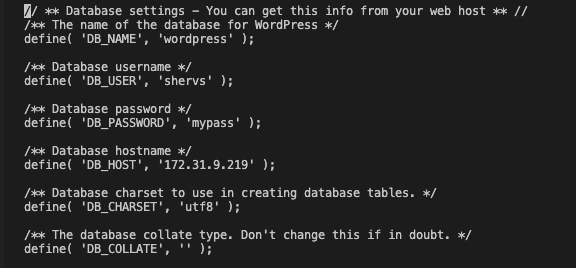 // ** Database settings - You can get this info from your web host ** //
/** The name of the database for WordPress */
define( 'DB_NAME', 'wordpress' );
/** Database username */
define( 'DB_USER', 'shervs' );
/** Database password */
define( 'DB_PASSWORD', 'mypass' );
/** Database hostname */
define( 'DB_HOST', '172.31.9.219' );
/** Database charset to use in creating database tables. */
define( 'DB_CHARSET', 'utf8' );
/** The database collate type. Don't change this if in doubt. */
define( 'DB_COLLATE', '' );